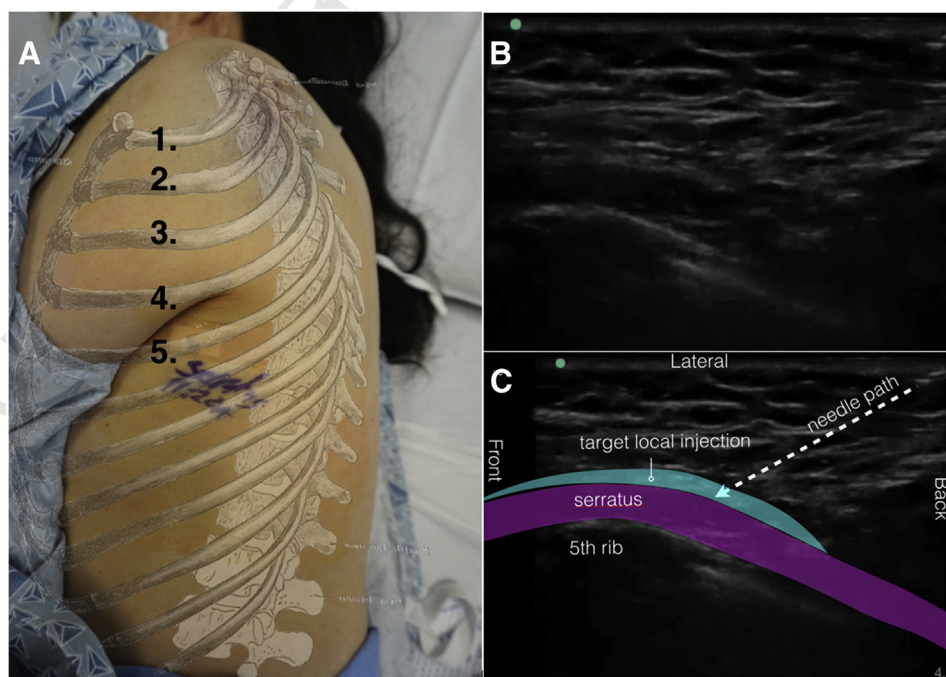 A
1.
2.
3.
4.
5.
B
C
Lateral
needle path
target local injection
Front
serratus
Back
5th rib
4